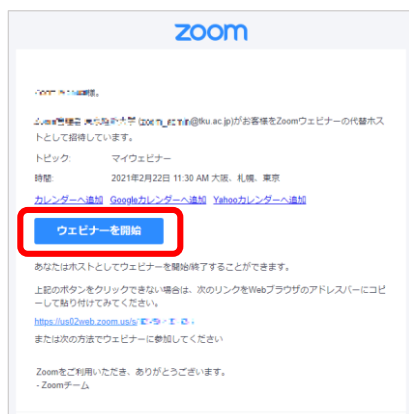 zoom
様。
(zoom_admin@tku.ac.jp)がお客様をZoomウェビナーの代替ホス
トとして招待しています。
トピック: マイウェビナー
時間: 2021年2月22日 11:30 AM 大阪、札幌、東京
カレンダーへ追加 Googleカレンダーへ追加 Yahooカレンダーへ追加
ウェビナーを開始
あなたはホストとしてウェビナーを開始/終了することができます。
上記のボタンをクリックできない場合は、次のリンクをWebブラウザのアドレスバーにコピ
ーして貼り付けてみてください。
https://us02web.zoom.us/s/
または次の方法でウェビナーに参加してください
Zoomをご利用いただき、ありがとうございます。
- Zoomチーム